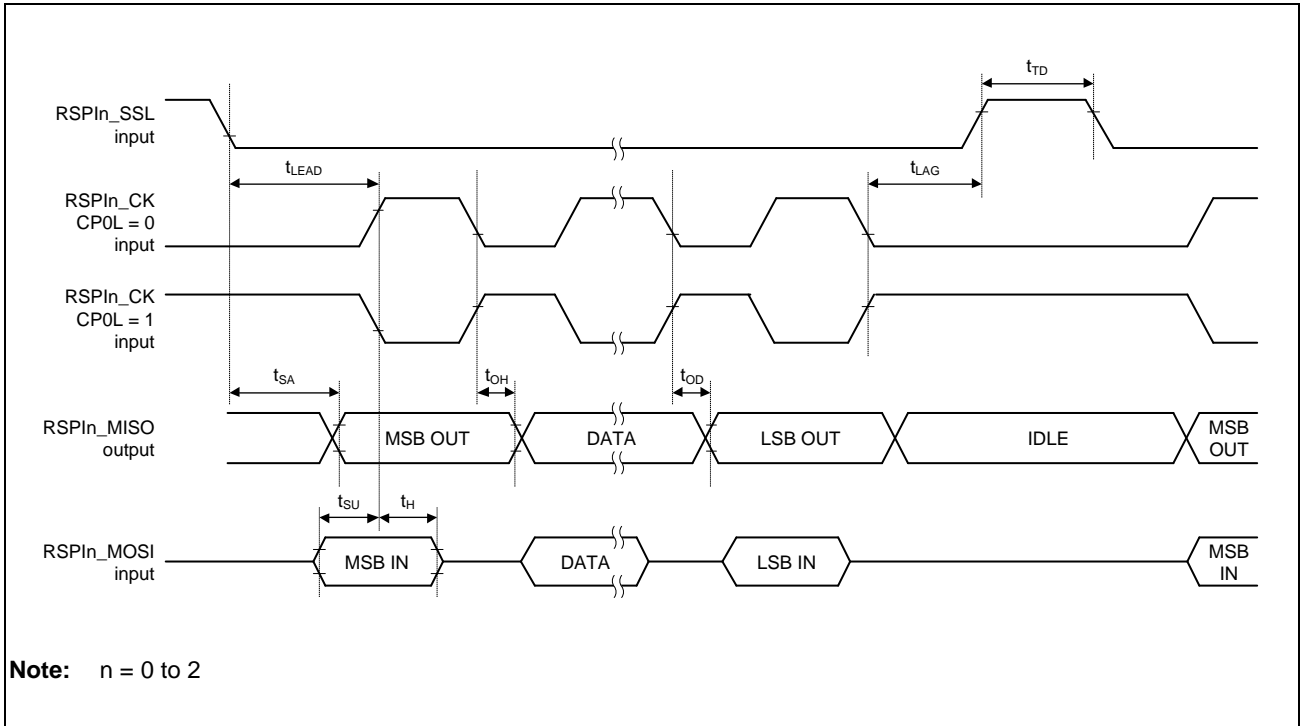 tTD
RSPIn_SSL
input
tLEAD
tLAG
RSPIn_CK
CP0L = 0
input
RSPIn_CK
CP0L = 1
input
tSA
tOH
tOD
RSPIn_MISO
output
MSB OUT
DATA
LSB OUT
IDLE
MSB
OUT
tSU
tH
RSPIn_MOSI
input
MSB IN
DATA
LSB IN
MSB
IN
Note: n = 0 to 2